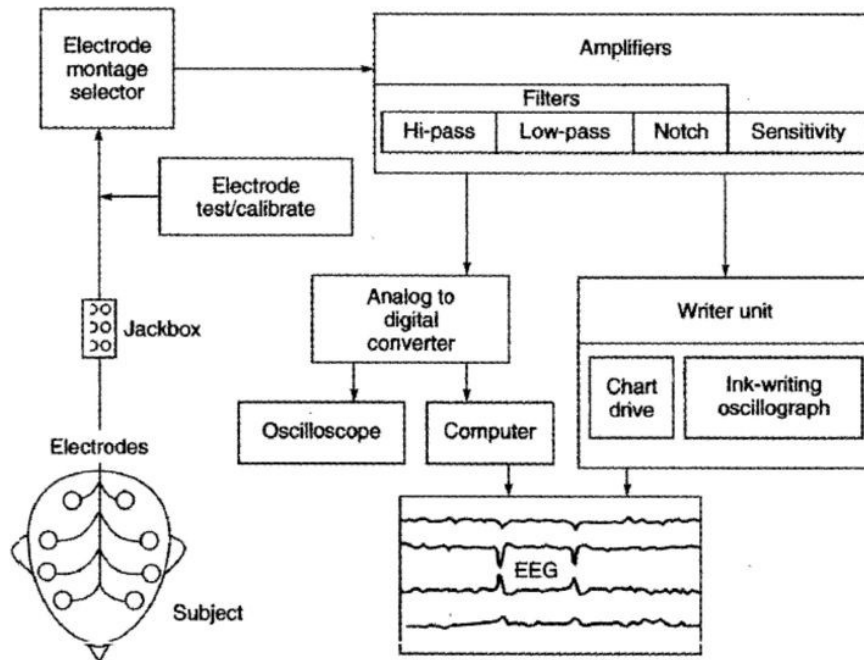 Electrode
montage
selector
Amplifiers
Filters
Hi-pass
Low-pass
Notch
Sensitivity
Electrode
test/calibrate
Jackbox
Analog to
digital
converter
Writer unit
Chart
drive
Ink-writing
oscillograph
Oscilloscope
Computer
Electrodes
EEG
Subject